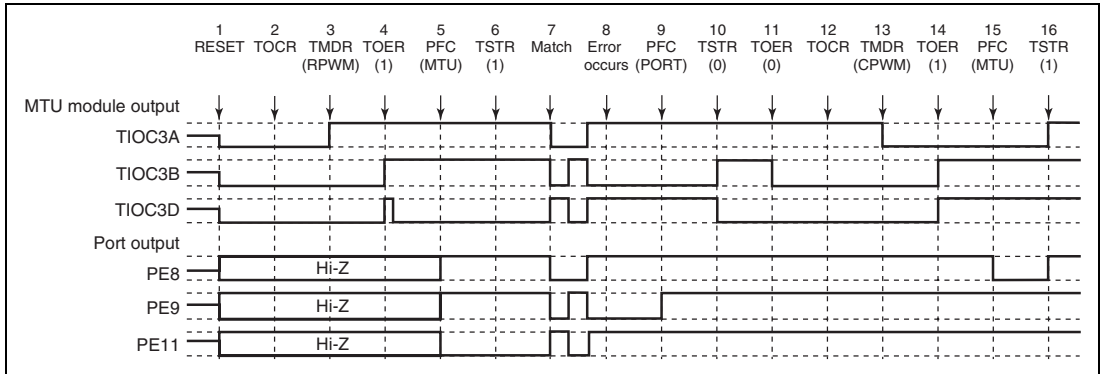 1 2 3 4 5 6 7 8 9 10 11 12 13 14 15 16
RESET TOCR TMDR TOER PFC TSTR Match Error PFC TSTR TOER TOCR TMDR TOER PFC TSTR
(RPWM) (1) (MTU) (1) occurs (PORT) (0) (0) (CPWM) (1) (MTU) (1)
MTU module output
TIOC3A
TIOC3B
TIOC3D
Port output
PE8 Hi-Z
PE9 Hi-Z
PE11 Hi-Z